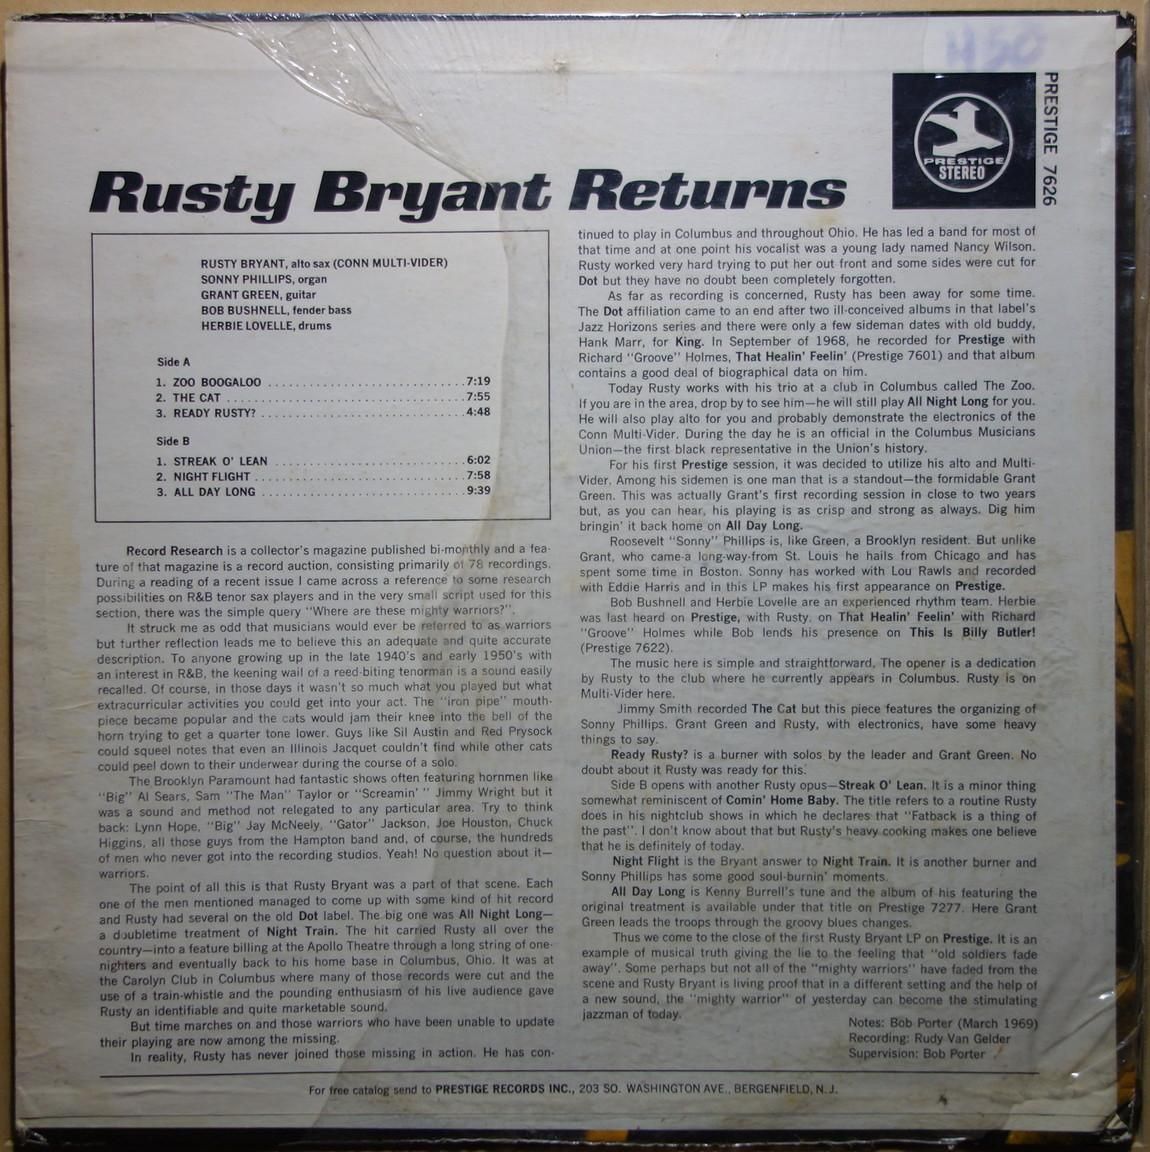 H50
PRESTIGE
STEREO
PRESTIGE 7626
Rusty Bryant Returns
RUSTY BRYANT, alto sax (CONN MULTI-VIDER)
SONNY PHILLIPS, organ
GRANT GREEN, guitar
BOB BUSHNELL, fender bass
HERBIE LOVELLE, drums
Side A
1. ZOO BOOGALOO ............................7:19
2. THE CAT ...................................7:55
3. READY RUSTY? .............................4:48
Side B
1. STREAK O' LEAN ...........................6:02
2. NIGHT FLIGHT ..............................7:58
3. ALL DAY LONG ..............................9:39
Record Research is a collector's magazine published bi-monthly and a fea-
ture of that magazine is a record auction, consisting primarily of 78 recordings.
During a reading of a recent issue I came across a reference to some research
possibilities on R&B tenor sax players and in the very small script used for this
section, there was the simple query "Where are these mighty warriors?".
It struck me as odd that musicians would ever be referred to as warriors
but further reflection leads me to believe this an adequate and quite accurate
description. To anyone growing up in the late 1940's and early 1950's with
an interest in R&B, the keening wail of a reed-biting tenorman is a sound easily
recalled. Of course, in those days it wasn't so much what you played but what
extracurricular activities you could get into your act. The "iron pipe" mouth-
piece became popular and the cats would jam their knee into the bell of the
horn trying to get a quarter tone lower. Guys like Sil Austin and Red Prysock
could squeel notes that even an Illinois Jacquet couldn't find while other cats
could peel down to their underwear during the course of a solo.
The Brooklyn Paramount had fantastic shows often featuring hornmen like
"Big" Al Sears, Sam "The Man" Taylor or "Screamin' " Jimmy Wright but it
was a sound and method not relegated to any particular area. Try to think
back: Lynn Hope, "Big" Jay McNeely, "Gator" Jackson, Joe Houston, Chuck
Higgins, all those guys from the Hampton band and, of course, the hundreds
of men who never got into the recording studios. Yeah! No question about it—
warriors.
The point of all this is that Rusty Bryant was a part of that scene. Each
one of the men mentioned managed to come up with some kind of hit record
and Rusty had several on the old Dot label. The big one was All Night Long—
a doubletime treatment of Night Train. The hit carried Rusty all over the
country—into a feature billing at the Apollo Theatre through a long string of one-
nighters and eventually back to his home base in Columbus, Ohio. It was at
the Carolyn Club in Columbus where many of those records were cut and the
use of a train-whistle and the pounding enthusiasm of his live audience gave
Rusty an identifiable and quite marketable sound.
But time marches on and those warriors who have been unable to update
their playing are now among the missing.
In reality, Rusty has never joined those missing in action. He has con-
tinued to play in Columbus and throughout Ohio. He has led a band for most of
that time and at one point his vocalist was a young lady named Nancy Wilson.
Rusty worked very hard trying to put her out front and some sides were cut for
Dot but they have no doubt been completely forgotten.
As far as recording is concerned, Rusty has been away for some time.
The Dot affiliation came to an end after two ill-conceived albums in that label's
Jazz Horizons series and there were only a few sideman dates with old buddy,
Hank Marr, for King. In September of 1968, he recorded for Prestige with
Richard "Groove" Holmes, That Healin' Feelin' (Prestige 7601) and that album
contains a good deal of biographical data on him.
Today Rusty works with his trio at a club in Columbus called The Zoo.
If you are in the area, drop by to see him—he will still play All Night Long for you.
He will also play alto for you and probably demonstrate the electronics of the
Conn Multi-Vider. During the day he is an official in the Columbus Musicians
Union—the first black representative in the Union's history.
For his first Prestige session, it was decided to utilize his alto and Multi-
Vider. Among his sidemen is one man that is a standout—the formidable Grant
Green. This was actually Grant's first recording session in close to two years
but, as you can hear, his playing is as crisp and strong as always. Dig him
bringin' it back home on All Day Long.
Roosevelt "Sonny" Phillips is, like Green, a Brooklyn resident. But unlike
Grant, who came-a long-way-from St. Louis he hails from Chicago and has
spent some time in Boston. Sonny has worked with Lou Rawls and recorded
with Eddie Harris and in this LP makes his first appearance on Prestige.
Bob Bushnell and Herbie Lovelle are an experienced rhythm team. Herbie
was last heard on Prestige, with Rusty, on That Healin' Feelin' with Richard
"Groove" Holmes while Bob lends his presence on This Is Billy Butler!
(Prestige 7622).
The music here is simple and straightforward. The opener is a dedication
by Rusty to the club where he currently appears in Columbus. Rusty is on
Multi-Vider here.
Jimmy Smith recorded The Cat but this piece features the organizing of
Sonny Phillips. Grant Green and Rusty, with electronics, have some heavy
things to say.
Ready Rusty? is a burner with solos by the leader and Grant Green. No
doubt about it Rusty was ready for this.
Side B opens with another Rusty opus—Streak O' Lean. It is a minor thing
somewhat reminiscent of Comin' Home Baby. The title refers to a routine Rusty
does in his nightclub shows in which he declares that "Fatback is a thing of
the past". I don't know about that but Rusty's heavy cooking makes one believe
that he is definitely of today.
Night Flight is the Bryant answer to Night Train. It is another burner and
Sonny Phillips has some good soul-burnin' moments.
All Day Long is Kenny Burrell's tune and the album of his featuring the
original treatment is available under that title on Prestige 7277. Here Grant
Green leads the troops through the groovy blues changes.
Thus we come to the close of the first Rusty Bryant LP on Prestige. It is an
example of musical truth giving the lie to the feeling that "old soldiers fade
away". Some perhaps but not all of the "mighty warriors" have faded from the
scene and Rusty Bryant is living proof that in a different setting and the help of
a new sound, the "mighty warrior" of yesterday can become the stimulating
jazzman of today.
Notes: Bob Porter (March 1969)
Recording: Rudy Van Gelder
Supervision: Bob Porter
For free catalog send to PRESTIGE RECORDS INC., 203 SO. WASHINGTON AVE., BERGENFIELD, N.J.